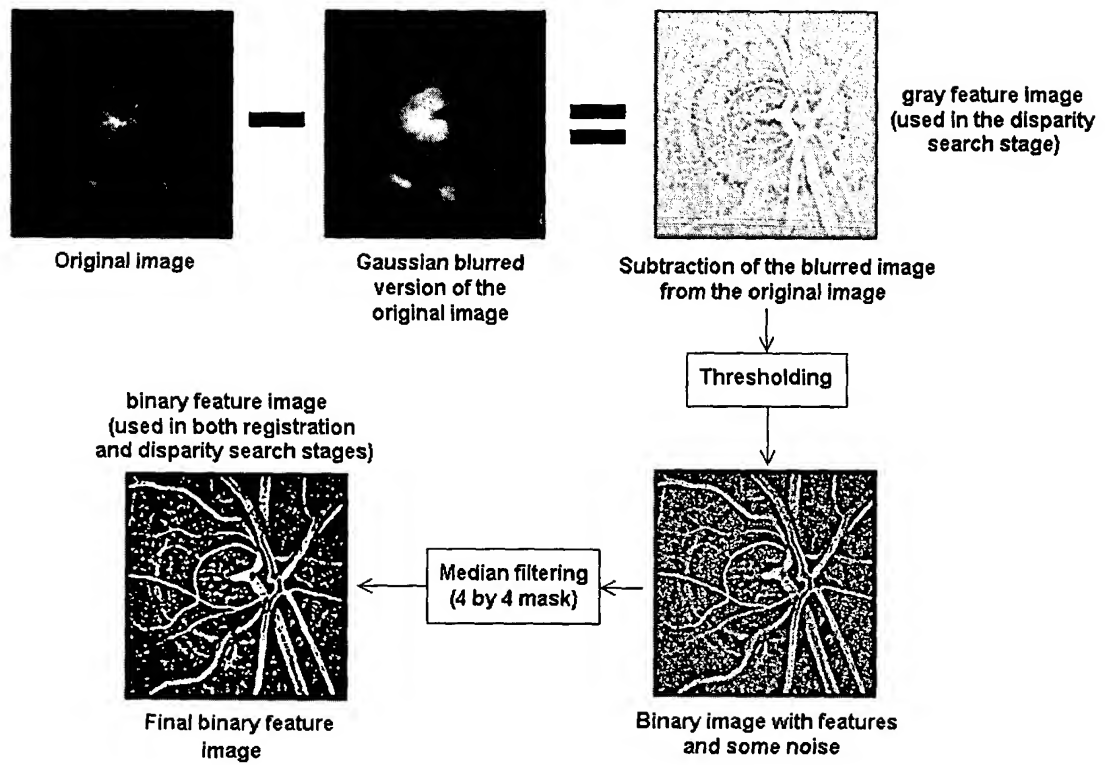 gray feature image
(used in the disparity
search stage)
Original image
Gaussian blurred
version of the
original image
Subtraction of the blurred image
from the original image
Thresholding
binary feature image
(used in both registration
and disparity search stages)
Median filtering
(4 by 4 mask)
Final binary feature
image
Binary image with features
and some noise